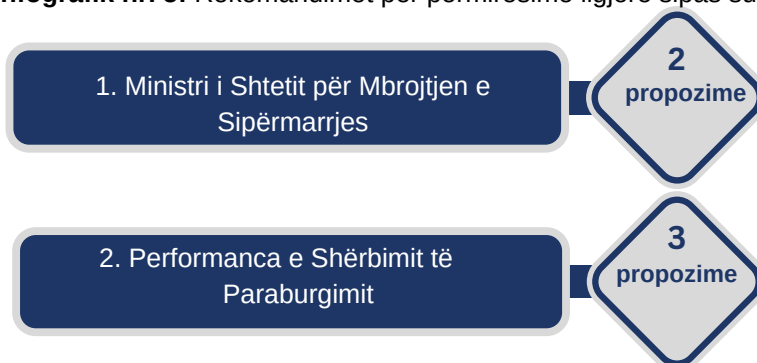 Rekomandimet për përmirësime ligjore sipas
1. Ministri i Shtetit për Mbrojtjen e
Sipërmarrjes
2
propozime
2. Performanca e Shërbimit të
Paraburgimit
3
propozime